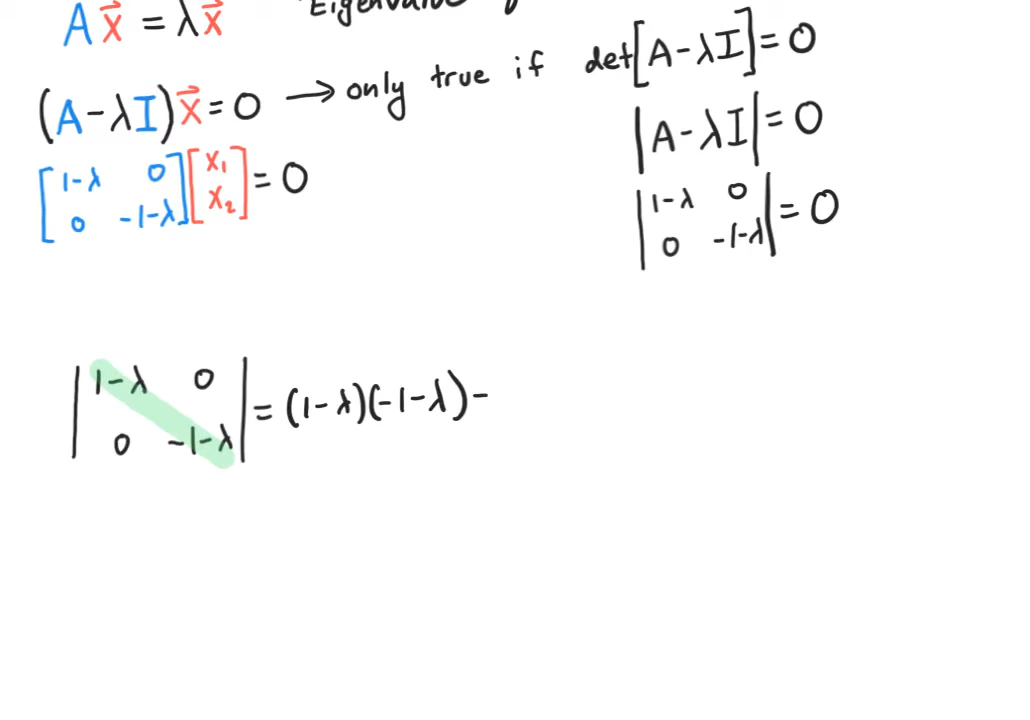 A x⃗ = λ x⃗
Eigenvalue
(A - λI) x⃗ = 0 → only true if det[A - λI] = 0
|A - λI| = 0
[1-λ 0
0 -1-λ] [x₁
x₂] = 0
|1-λ 0
0 -1-λ| = 0
|1-λ 0
0 -1-λ| = (1-λ)(-1-λ) -